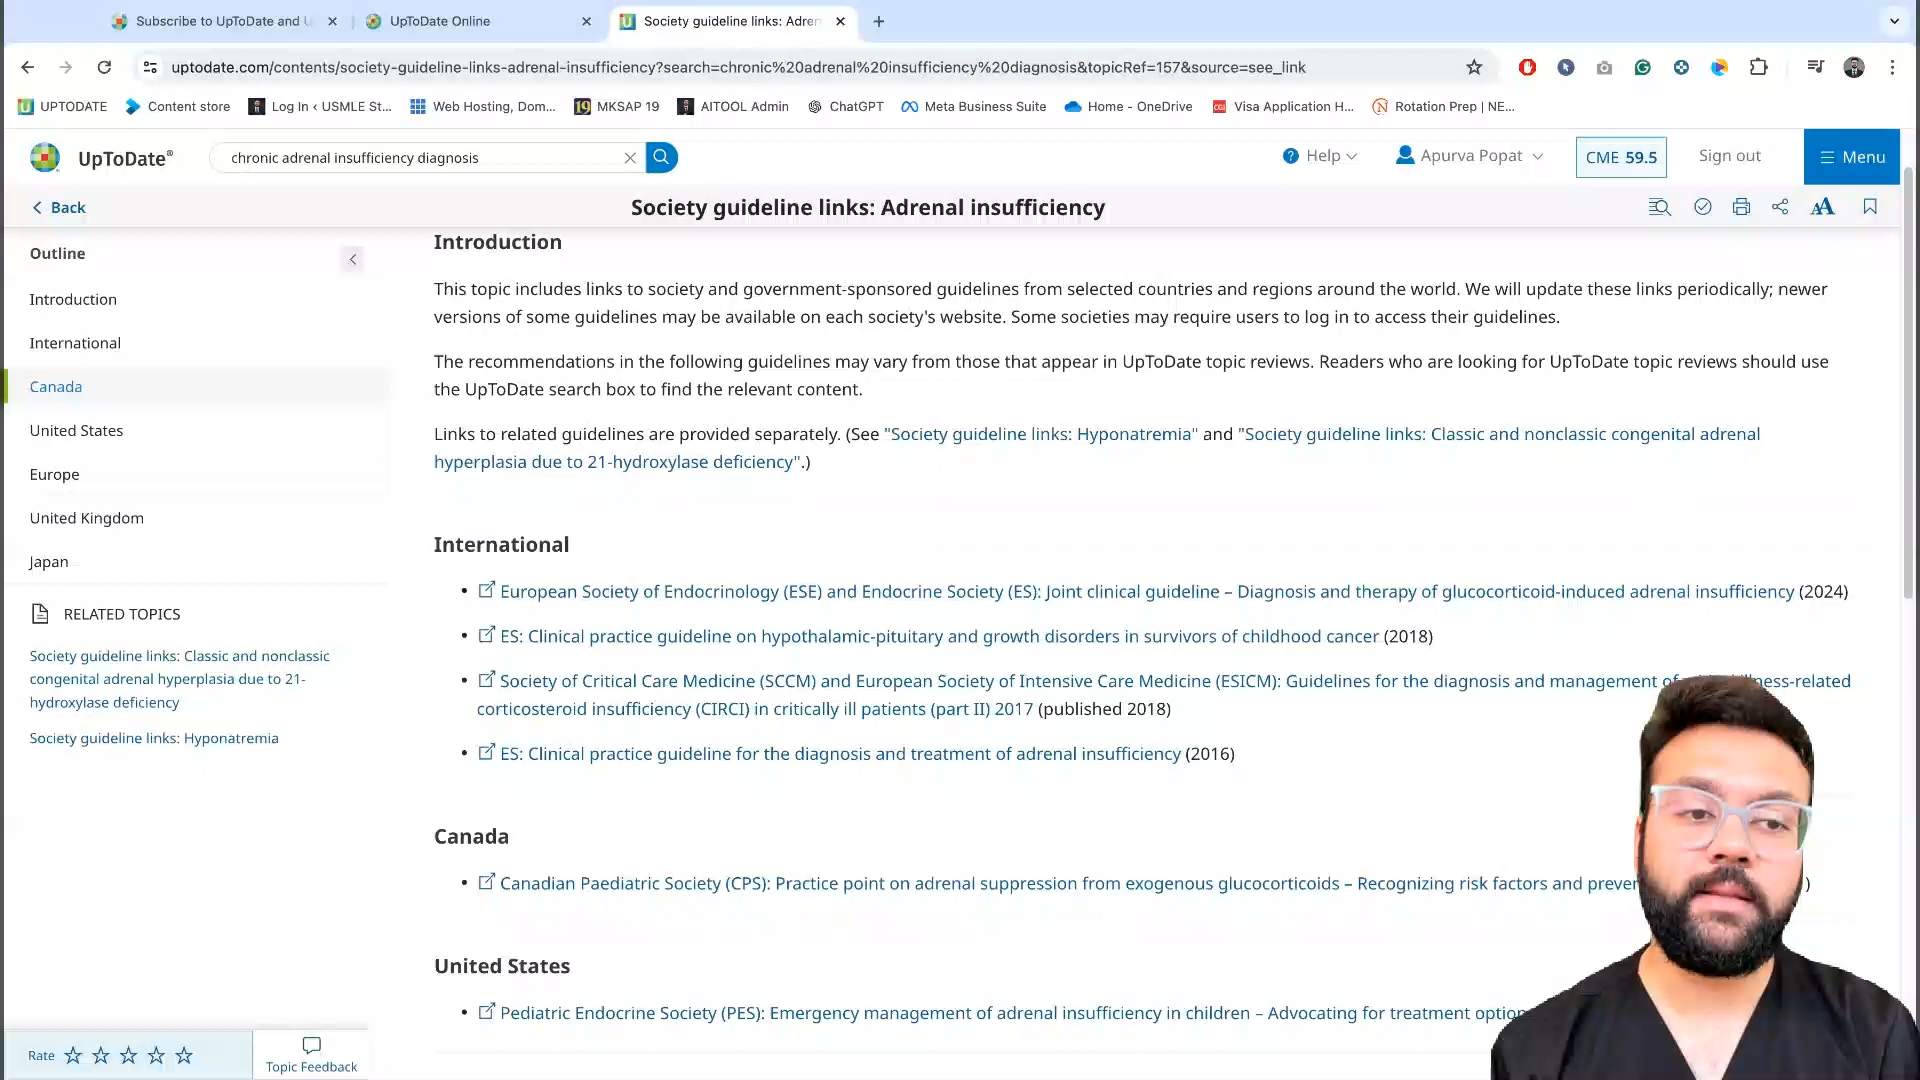 Subscribe to UpToDate and
UpToDate Online
Society guideline links: Adren
uptodate.com/contents/society-guideline-links-adrenal-insufficiency?search=chronic%20adrenal%20insufficiency%20diagnosis&topicRef=157&source=see_link
UPTODATE
Content store
Log In < USMLE St...
Web Hosting, Dom...
MKSAP 19
AITOOL Admin
ChatGPT
Meta Business Suite
Home - OneDrive
Visa Application H...
Rotation Prep | NE...
UpToDate®
chronic adrenal insufficiency diagnosis
Help
Apurva Popat
CME 59.5
Sign out
Menu
Back
Society guideline links: Adrenal insufficiency
Outline
Introduction
International
Canada
United States
Europe
United Kingdom
Japan
RELATED TOPICS
Society guideline links: Classic and nonclassic
congenital adrenal hyperplasia due to 21-
hydroxylase deficiency
Society guideline links: Hyponatremia
Rate
Topic Feedback
Introduction
This topic includes links to society and government-sponsored guidelines from selected countries and regions around the world. We will update these links periodically; newer
versions of some guidelines may be available on each society's website. Some societies may require users to log in to access their guidelines.
The recommendations in the following guidelines may vary from those that appear in UpToDate topic reviews. Readers who are looking for UpToDate topic reviews should use
the UpToDate search box to find the relevant content.
Links to related guidelines are provided separately. (See "Society guideline links: Hyponatremia" and "Society guideline links: Classic and nonclassic congenital adrenal
hyperplasia due to 21-hydroxylase deficiency".)
International
• European Society of Endocrinology (ESE) and Endocrine Society (ES): Joint clinical guideline – Diagnosis and therapy of glucocorticoid-induced adrenal insufficiency (2024)
• ES: Clinical practice guideline on hypothalamic-pituitary and growth disorders in survivors of childhood cancer (2018)
• Society of Critical Care Medicine (SCCM) and European Society of Intensive Care Medicine (ESICM): Guidelines for the diagnosis and management of ness-related
corticosteroid insufficiency (CIRCI) in critically ill patients (part II) 2017 (published 2018)
• ES: Clinical practice guideline for the diagnosis and treatment of adrenal insufficiency (2016)
Canada
• Canadian Paediatric Society (CPS): Practice point on adrenal suppression from exogenous glucocorticoids – Recognizing risk factors and preven )
United States
• Pediatric Endocrine Society (PES): Emergency management of adrenal insufficiency in children – Advocating for treatment option